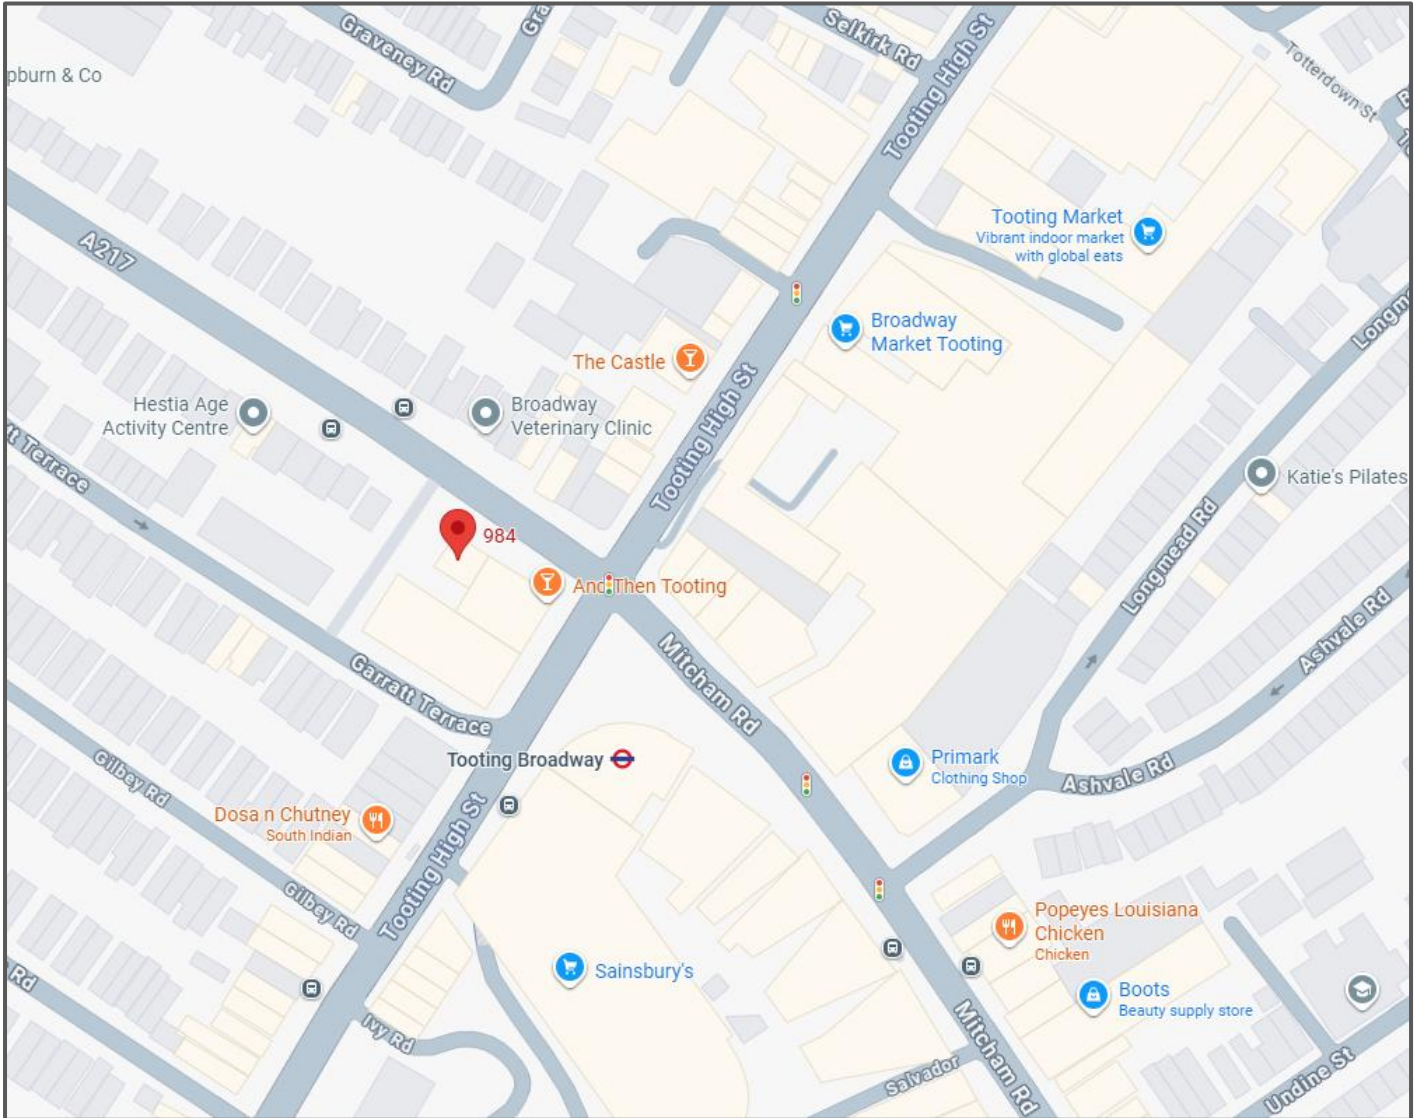 Graveney Rd
Gra
Selkirk Rd
Tooting High St
Totterdown St
pburn & Co
A217
Tooting Market
Vibrant indoor market
with global eats
Broadway
Market Tooting
Longm
The Castle
Tooting High St
Hestia Age
Activity Centre
Broadway
Veterinary Clinic
tt Terrace
Katie's Pilates
984
And Then Tooting
Longmead Rd
Ashvale Rd
Mitcham Rd
Garratt Terrace
Tooting Broadway
Primark
Clothing Shop
Ashvale Rd
Gilbey Rd
Dosa n Chutney
South Indian
Tooting High St
Gilbey Rd
Popeyes Louisiana
Chicken
Chicken
Sainsbury's
Rd
Boots
Beauty supply store
Ivy Rd
Mitcham Rd
Salvador
Undine St